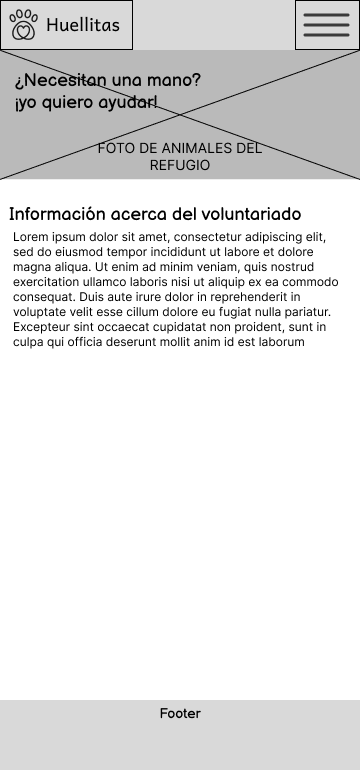 Huellitas
¿Necesitan una mano?
¡yo quiero ayudar!
FOTO DE ANIMALES DEL
REFUGIO
Información acerca del voluntariado
Lorem ipsum dolor sit amet, consectetur adipiscing elit,
sed do eiusmod tempor incididunt ut labore et dolore
magna aliqua. Ut enim ad minim veniam, quis nostrud
exercitation ullamco laboris nisi ut aliquip ex ea commodo
consequat. Duis aute irure dolor in reprehenderit in
voluptate velit esse cillum dolore eu fugiat nulla pariatur.
Excepteur sint occaecat cupidatat non proident, sunt in
culpa qui officia deserunt mollit anim id est laborum
Footer